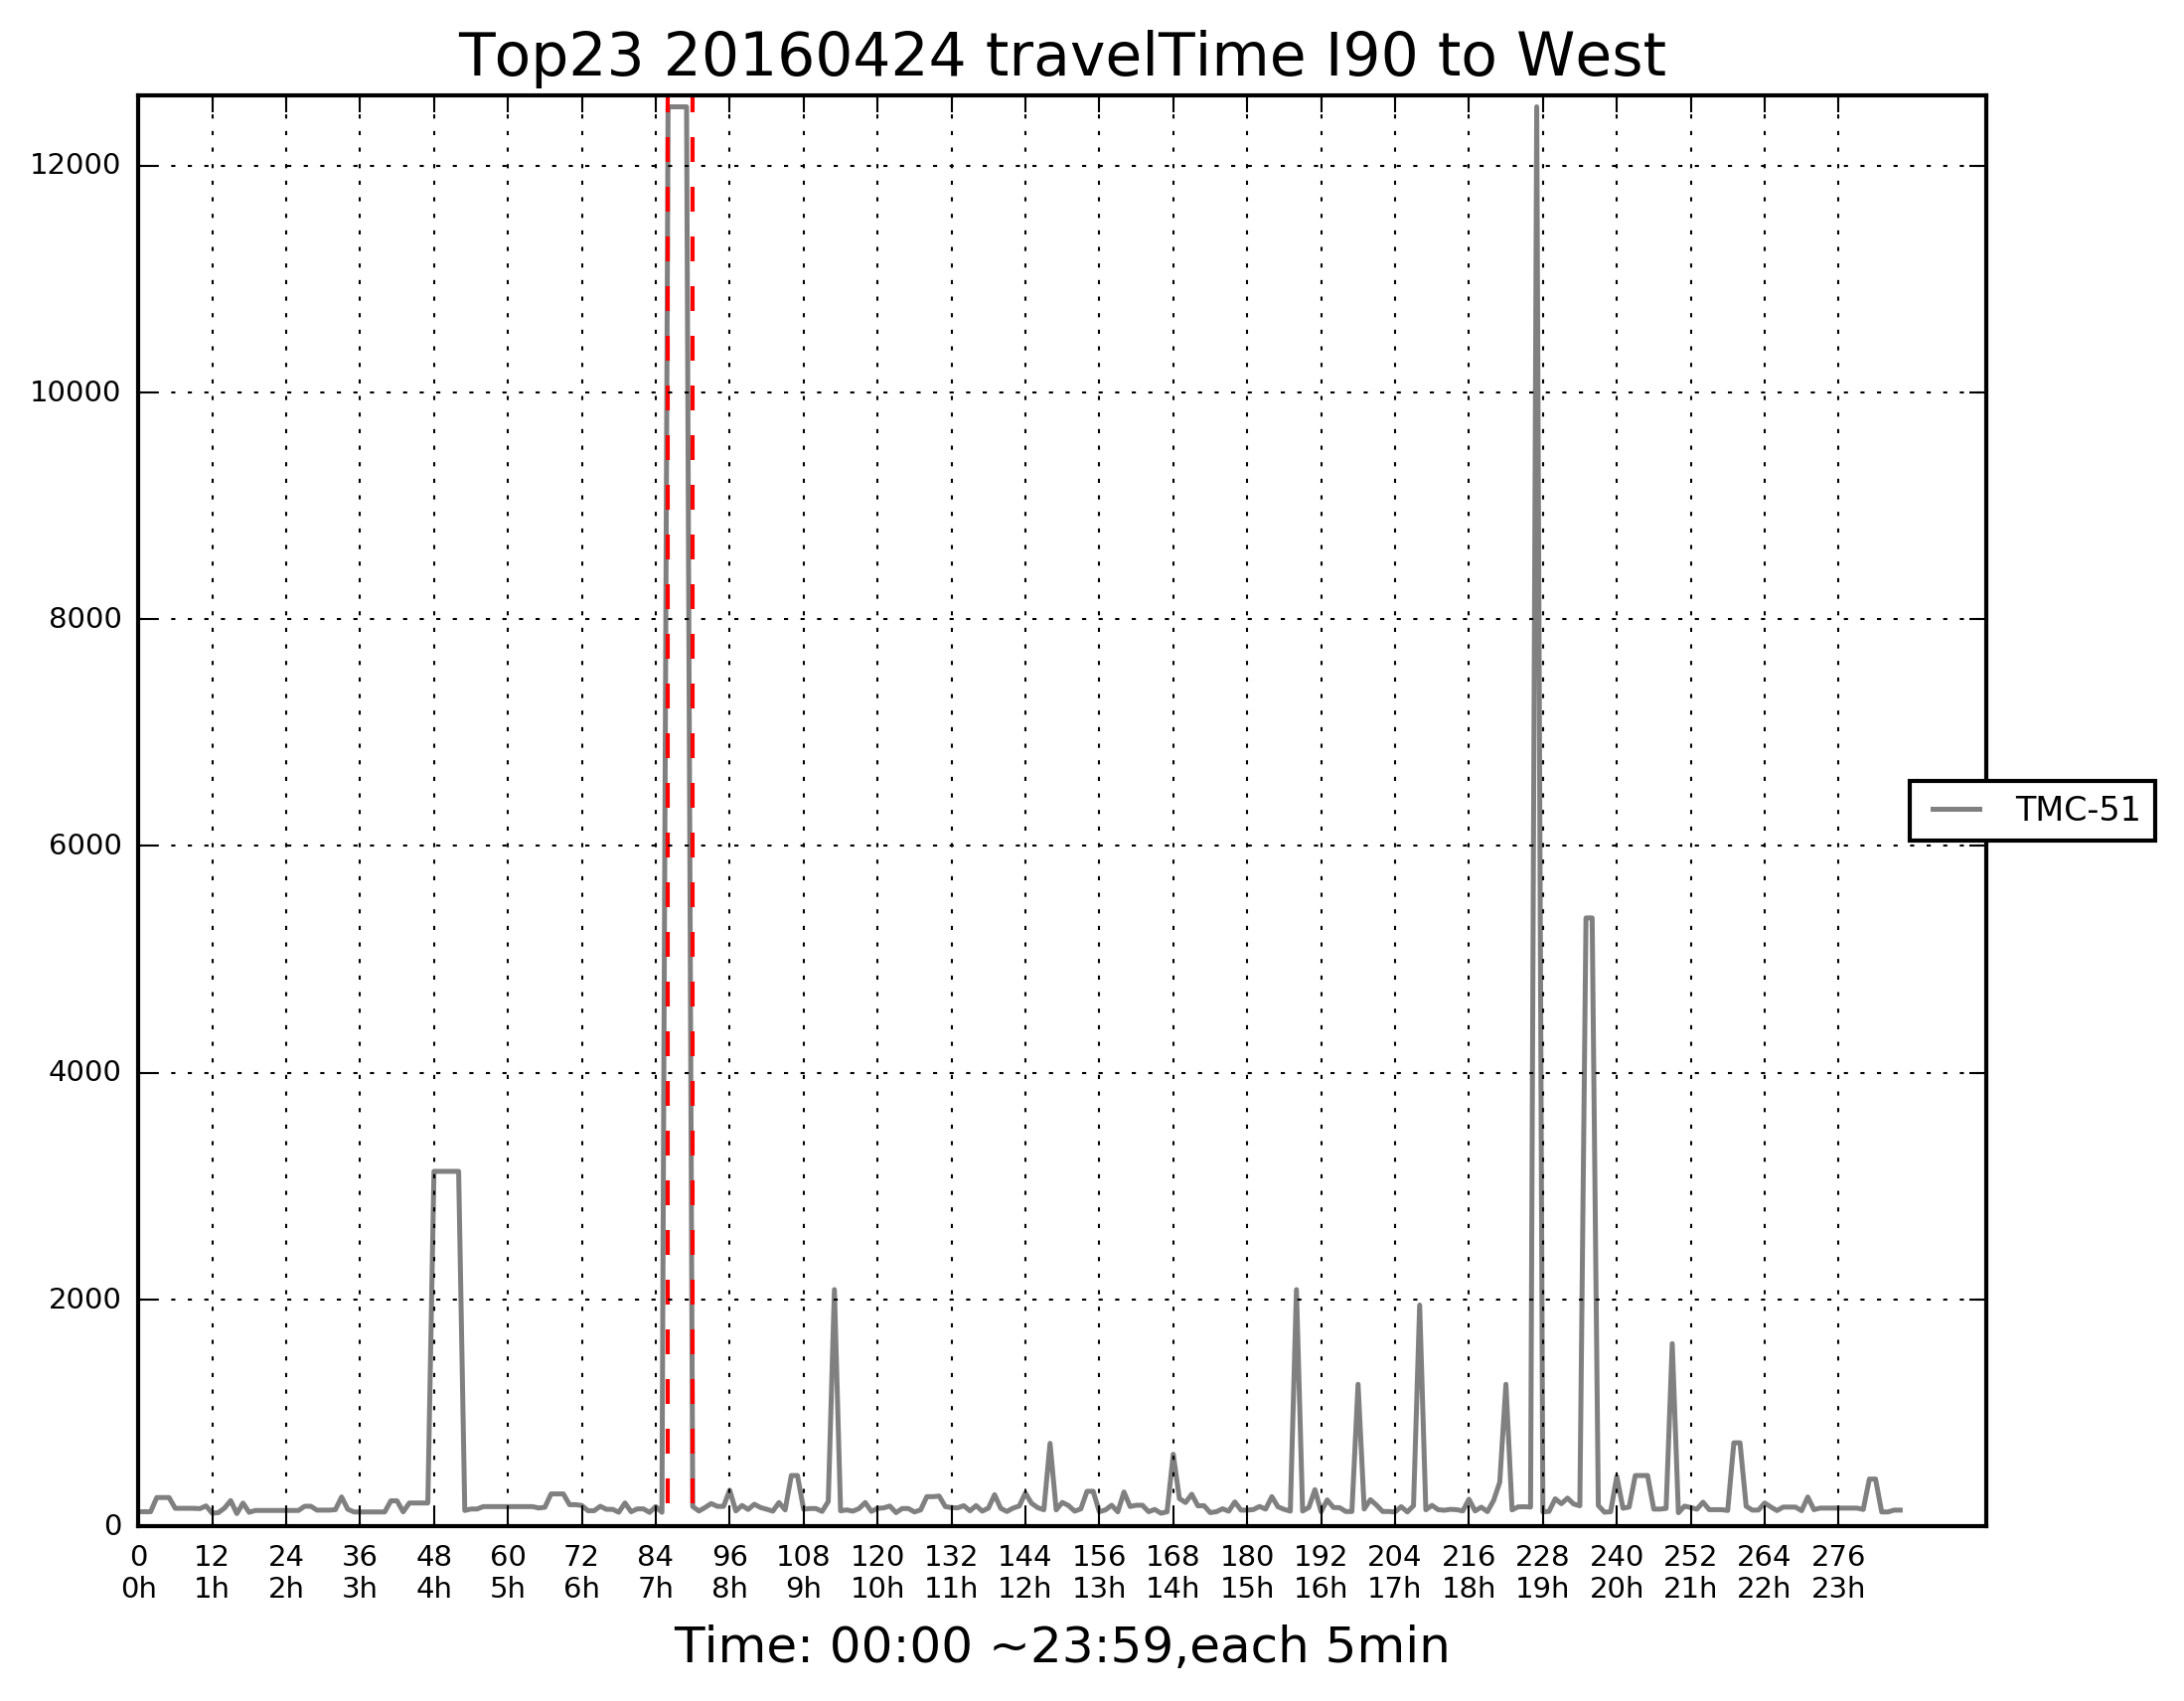 Top23 20160424 travelTime I90 to West
12000
10000
8000
6000
4000
2000
0
TMC-51
0 12 24 36 48 60 72 84 96 108 120 132 144 156 168 180 192 204 216 228 240 252 264 276
0h 1h 2h 3h 4h 5h 6h 7h 8h 9h 10h 11h 12h 13h 14h 15h 16h 17h 18h 19h 20h 21h 22h 23h
Time: 00:00 ~23:59,each 5min